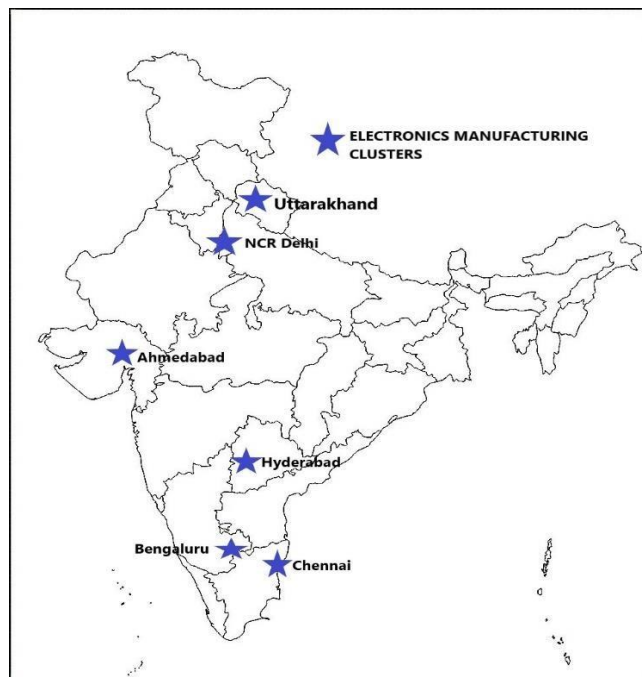 ELECTRONICS MANUFACTURING
CLUSTERS
Uttarakhand
NCR Delhi
Ahmedabad
Hyderabad
Bengaluru
Chennai